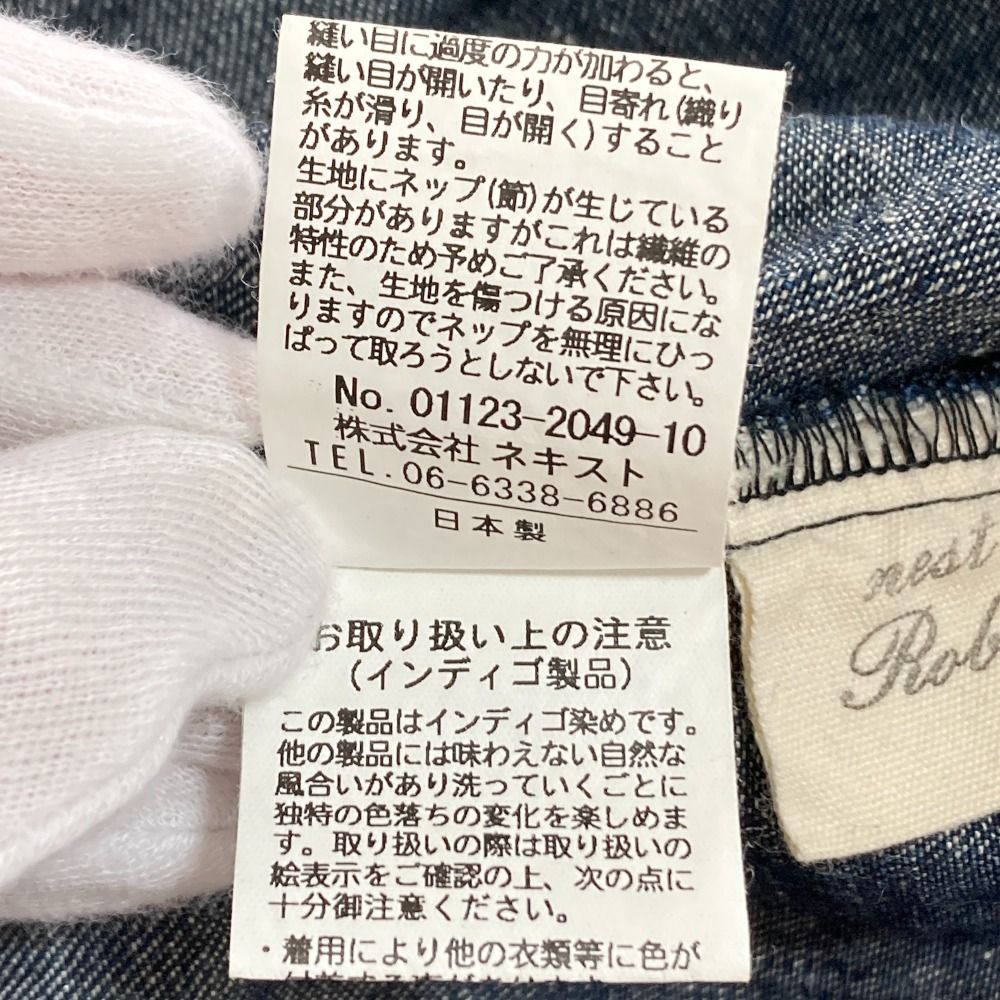 縫い目に過度の力が加わると、
縫い目が開いたり、目寄れ(織り
糸が滑り、目が開く)すること
があります。
生地にネップ(節)が生じている
部分がありますがこれは繊維の
特性のため予めご了承ください。
また、生地を傷つける原因にな
りますのでネップを無理にひっ
ぱって取ろうとしないで下さい。
No. 01123-2049-10
株式会社 ネキスト
TEL.06-6338-6886
日本製
お取り扱い上の注意
(インディゴ製品)
この製品はインディゴ染めです。
他の製品には味わえない自然な
風合いがあり洗っていくごとに
独特の色落ちの変化を楽しめま
す。取り扱いの際は取り扱いの
絵表示をご確認の上、次の点に
十分御注意ください。
・着用により他の衣類等に色が
nest
Rob